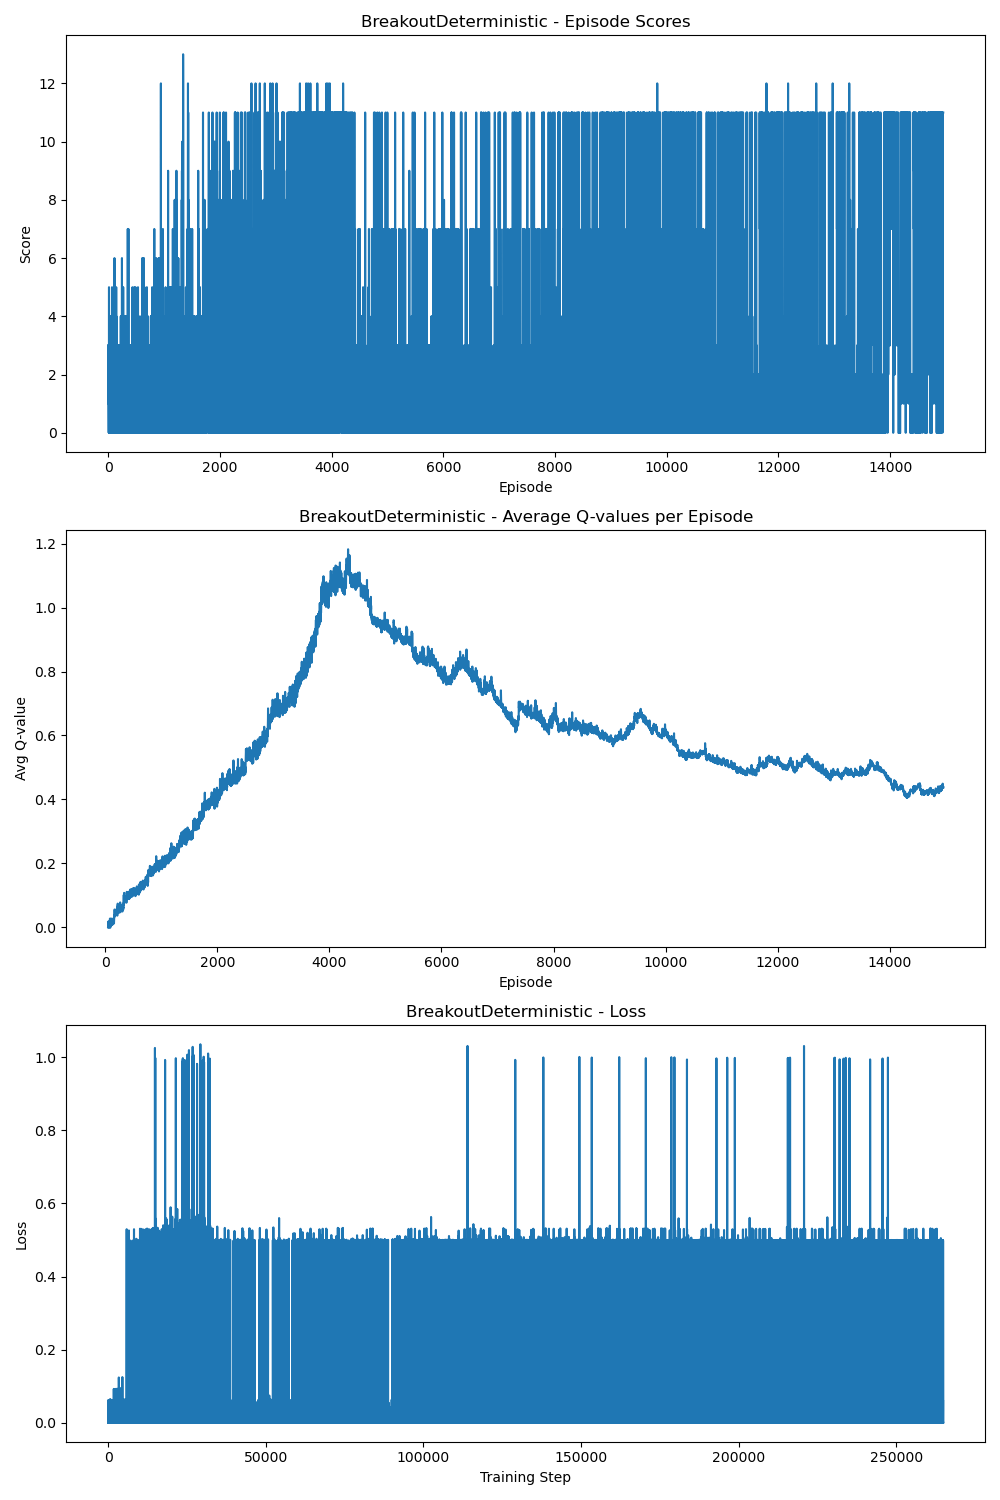 BreakoutDeterministic - Episode Scores
12
10
8
6
4
2
0
Score
0 2000 4000 6000 8000 10000 12000 14000
Episode
BreakoutDeterministic - Average Q-values per Episode
1.2
1.0
0.8
0.6
0.4
0.2
0.0
Avg Q-value
0 2000 4000 6000 8000 10000 12000 14000
Episode
BreakoutDeterministic - Loss
1.0
0.8
0.6
0.4
0.2
0.0
Loss
0 50000 100000 150000 200000 250000
Training Step